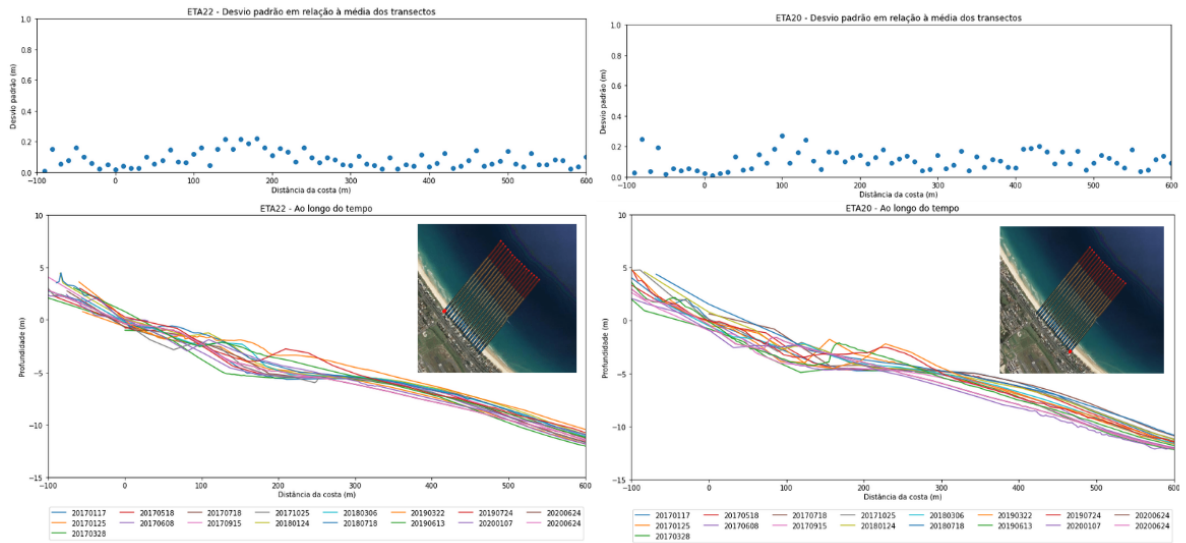 ETA22 - Desvio padrão em relação à média dos transectos
1.0
0.8
0.6
0.4
0.2
0.0
Desvio padrão (m)
−100 0 100 200 300 400 500 600
Distância da costa (m)
ETA22 - Ao longo do tempo
10
5
0
−5
−10
−15
Profundidade (m)
−100 0 100 200 300 400 500 600
Distância da costa (m)
20170117 20170518 20170718 20171025 20180306 20190322 20190724 20200624
20170125 20170608 20170915 20180124 20180718 20190613 20200107 20200624
20170328
ETA20 - Desvio padrão em relação à média dos transectos
1.0
0.8
0.6
0.4
0.2
0.0
Desvio padrão (m)
−100 0 100 200 300 400 500 600
Distância da costa (m)
ETA20 - Ao longo do tempo
10
5
0
−5
−10
−15
Profundidade (m)
−100 0 100 200 300 400 500 600
Distância da costa (m)
20170117 20170518 20170718 20171025 20180306 20190322 20190724 20200624
20170125 20170608 20170915 20180124 20180718 20190613 20200107 20200624
20170328